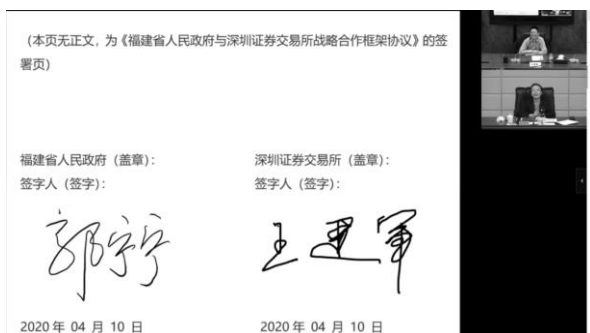 （本页无正文，为《福建省人民政府与深圳证券交易所战略合作框架协议》的签
署页）
福建省人民政府（盖章）：
签字人（签字）：
郭宁宁
2020 年 04 月 10 日
深圳证券交易所（盖章）：
签字人（签字）：
王建军
2020 年 04 月 10 日